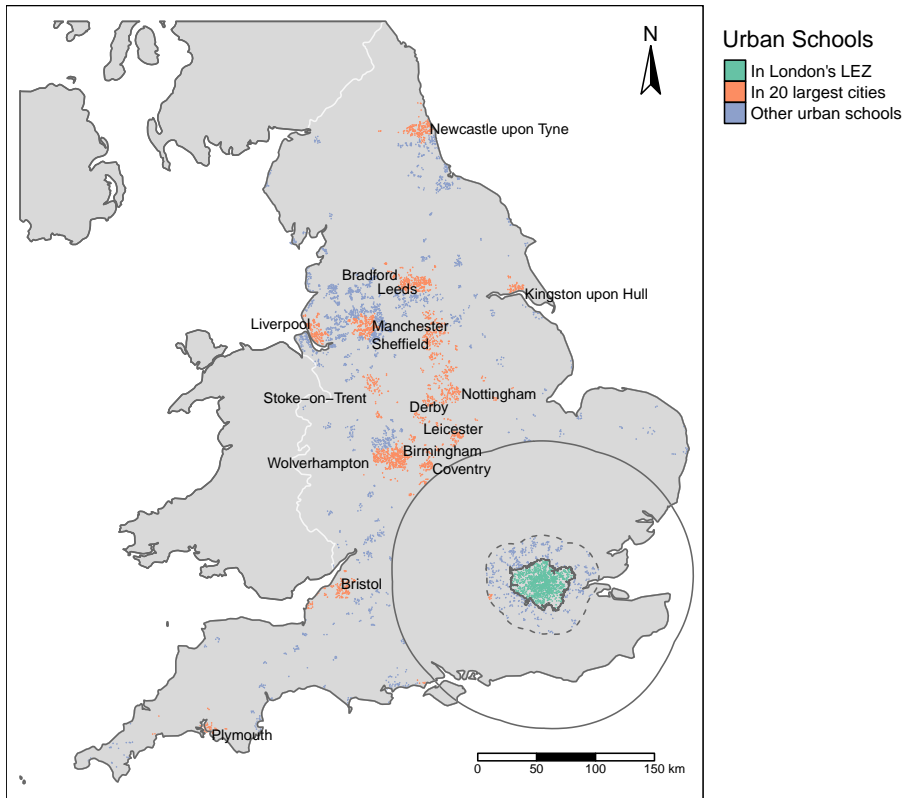 Urban Schools
In London's LEZ
In 20 largest cities
Other urban schools
N
Newcastle upon Tyne
Bradford
Leeds
Kingston upon Hull
Liverpool
Manchester
Sheffield
Stoke−on−Trent
Nottingham
Derby
Leicester
Birmingham
Wolverhampton
Coventry
Bristol
Plymouth
0 50 100 150 km